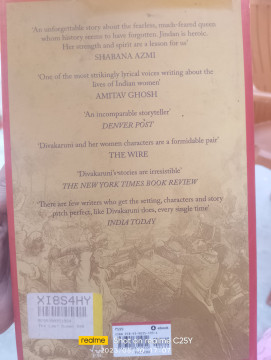 'An unforgettable story about the fearless, much-feared queen
whom history seems to have forgotten. Jindan is heroic.
Her strength and spirit are a lesson for us'
SHABANA AZMI
'One of the most strikingly lyrical voices writing about the
lives of Indian women'
AMITAV GHOSH
'An incomparable storyteller'
DENVER POST
'Divakaruni and her women characters are a formidable pair'
THE WIRE
'Divakaruni's stories are irresistible'
THE NEW YORK TIMES BOOK REVIEW
'There are few writers who get the setting, characters and story
pitch perfect, like Divakaruni does, every single time'
INDIA TODAY
XI8S4HY
realme Shot on realme C25Y